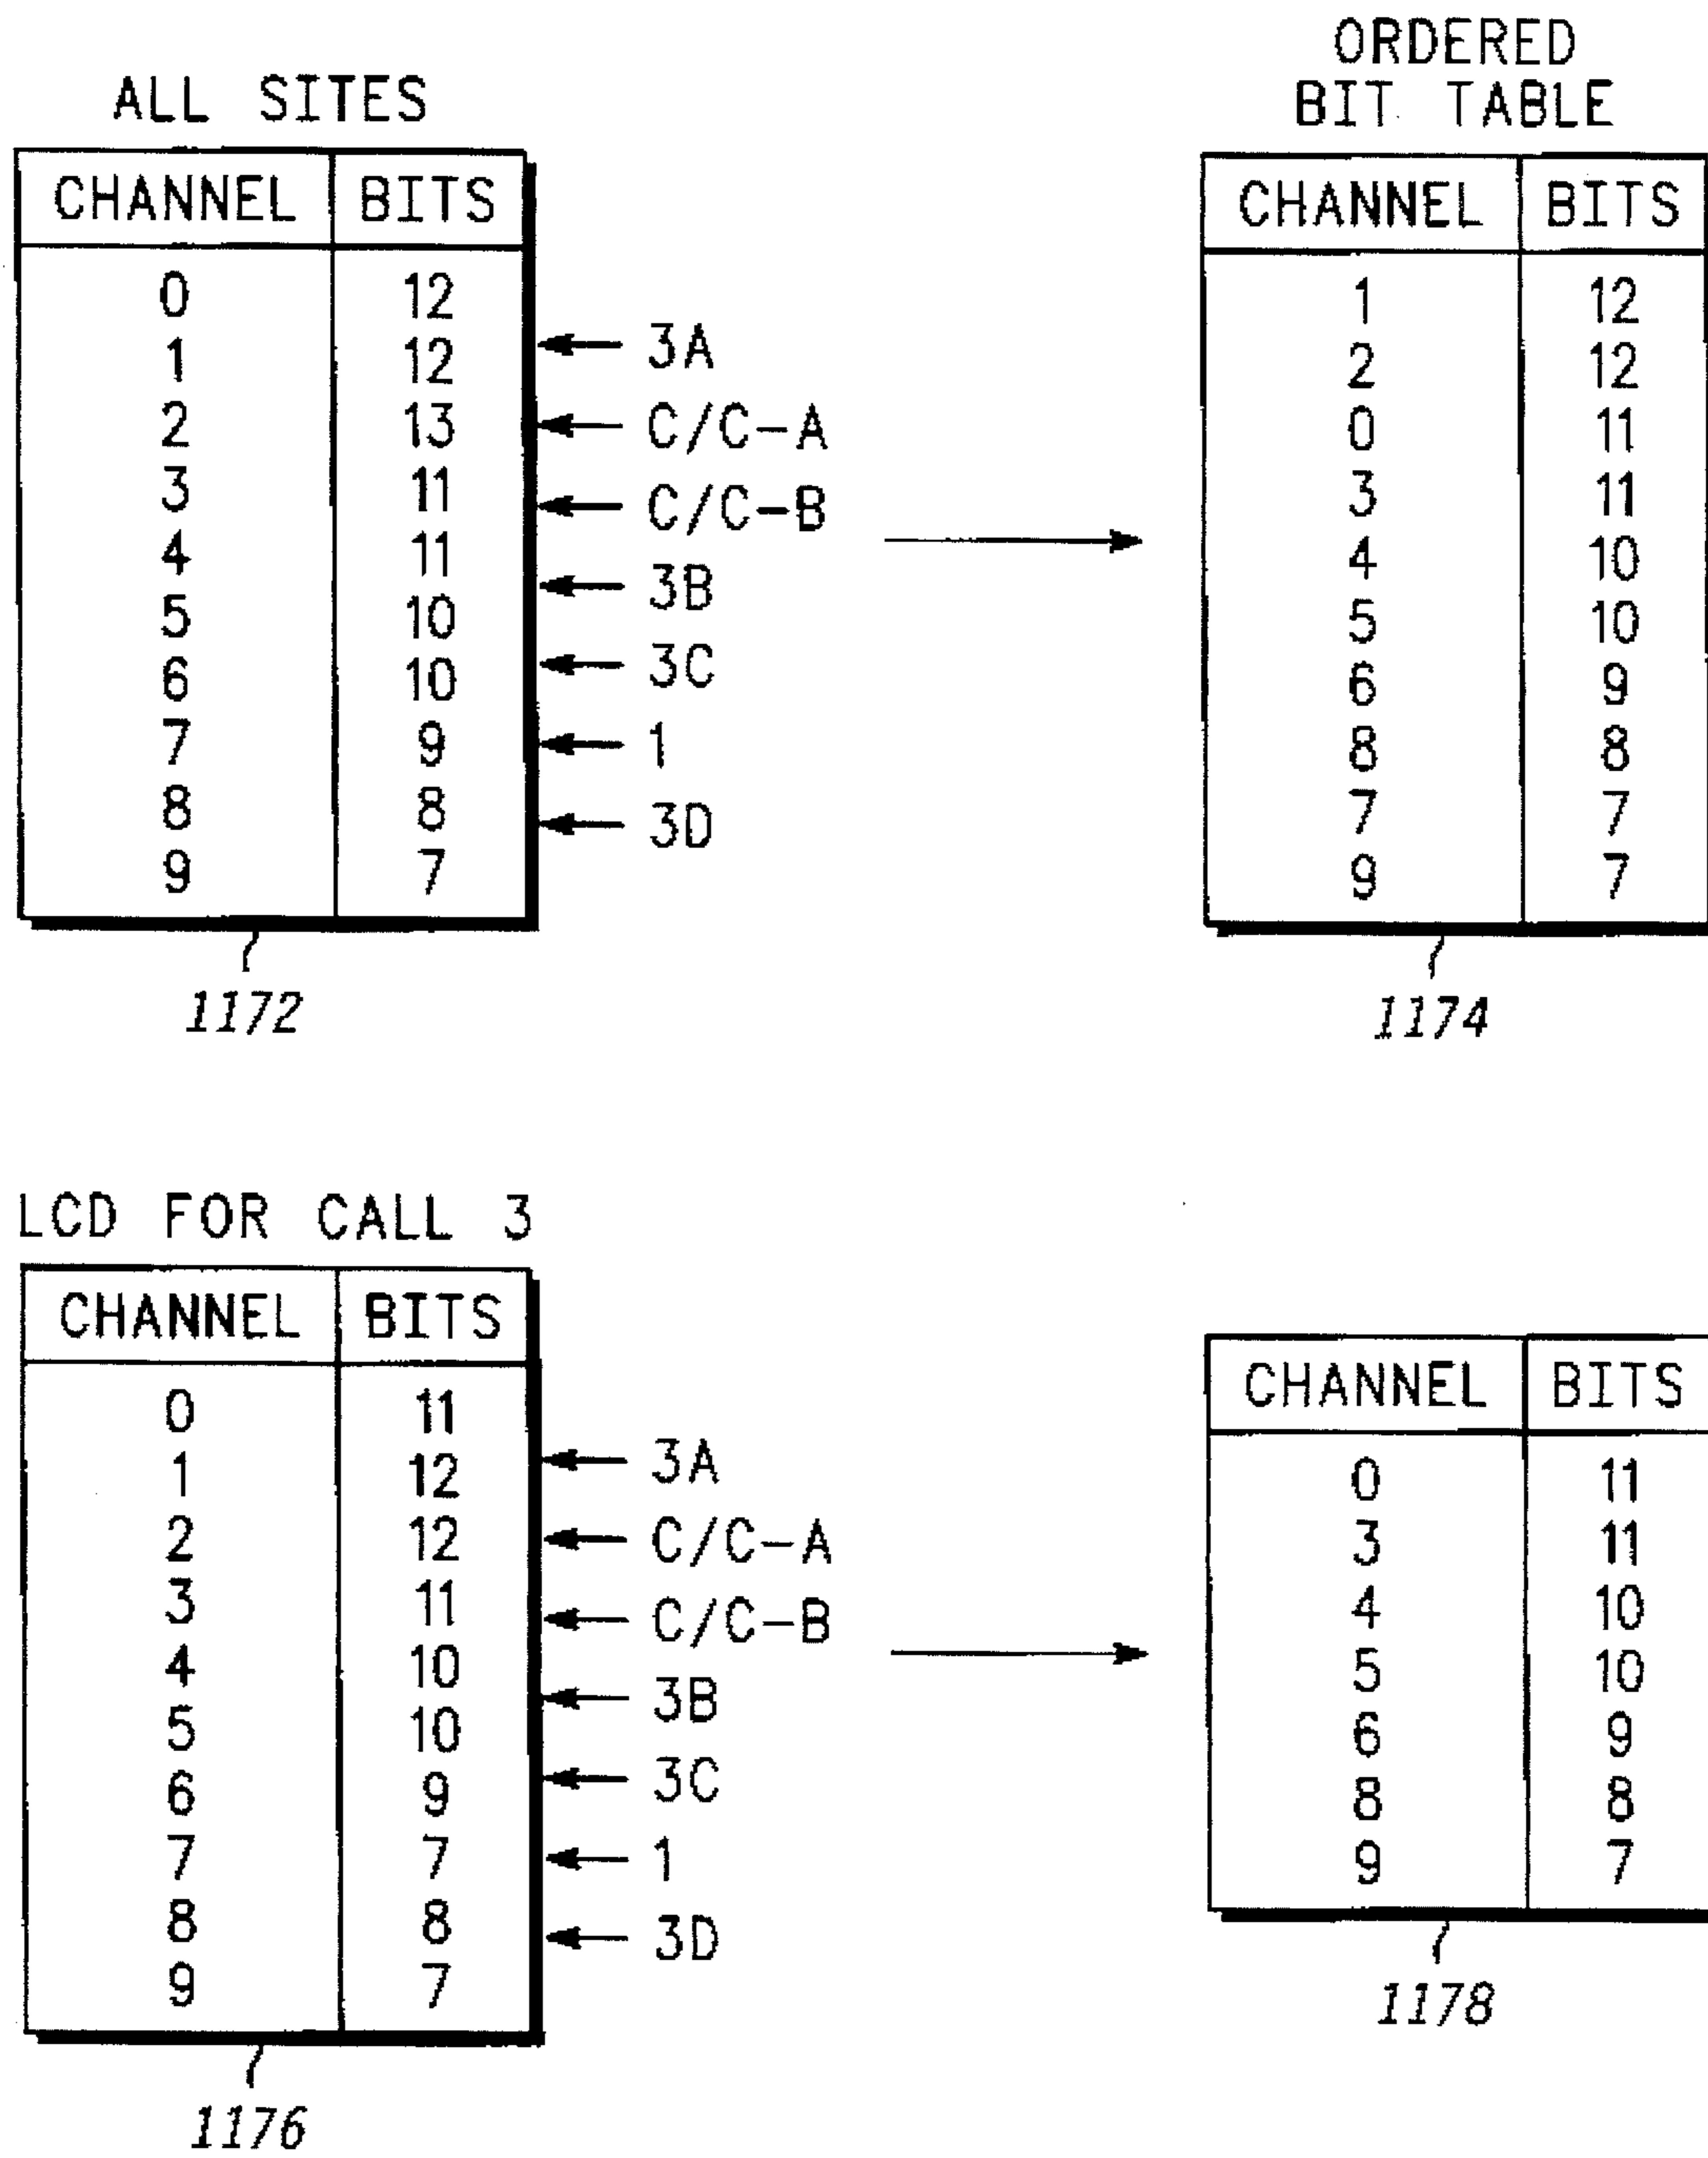 ALL SITES
CHANNEL BITS
0 12
1 12
2 13
3 11
4 11
5 10
6 10
7 9
8 8
9 7
3A
C/C-A
C/C-B
3B
3C
1
3D
1172
ORDERED
BIT TABLE
CHANNEL BITS
1 12
2 12
0 11
3 11
4 10
5 10
6 9
8 8
7 7
9 7
1174
LCD FOR CALL 3
CHANNEL BITS
0 11
1 12
2 12
3 11
4 10
5 10
6 9
7 7
8 8
9 7
3A
C/C-A
C/C-B
3B
3C
1
3D
1176
CHANNEL BITS
0 11
3 11
4 10
5 10
6 9
8 8
9 7
1178